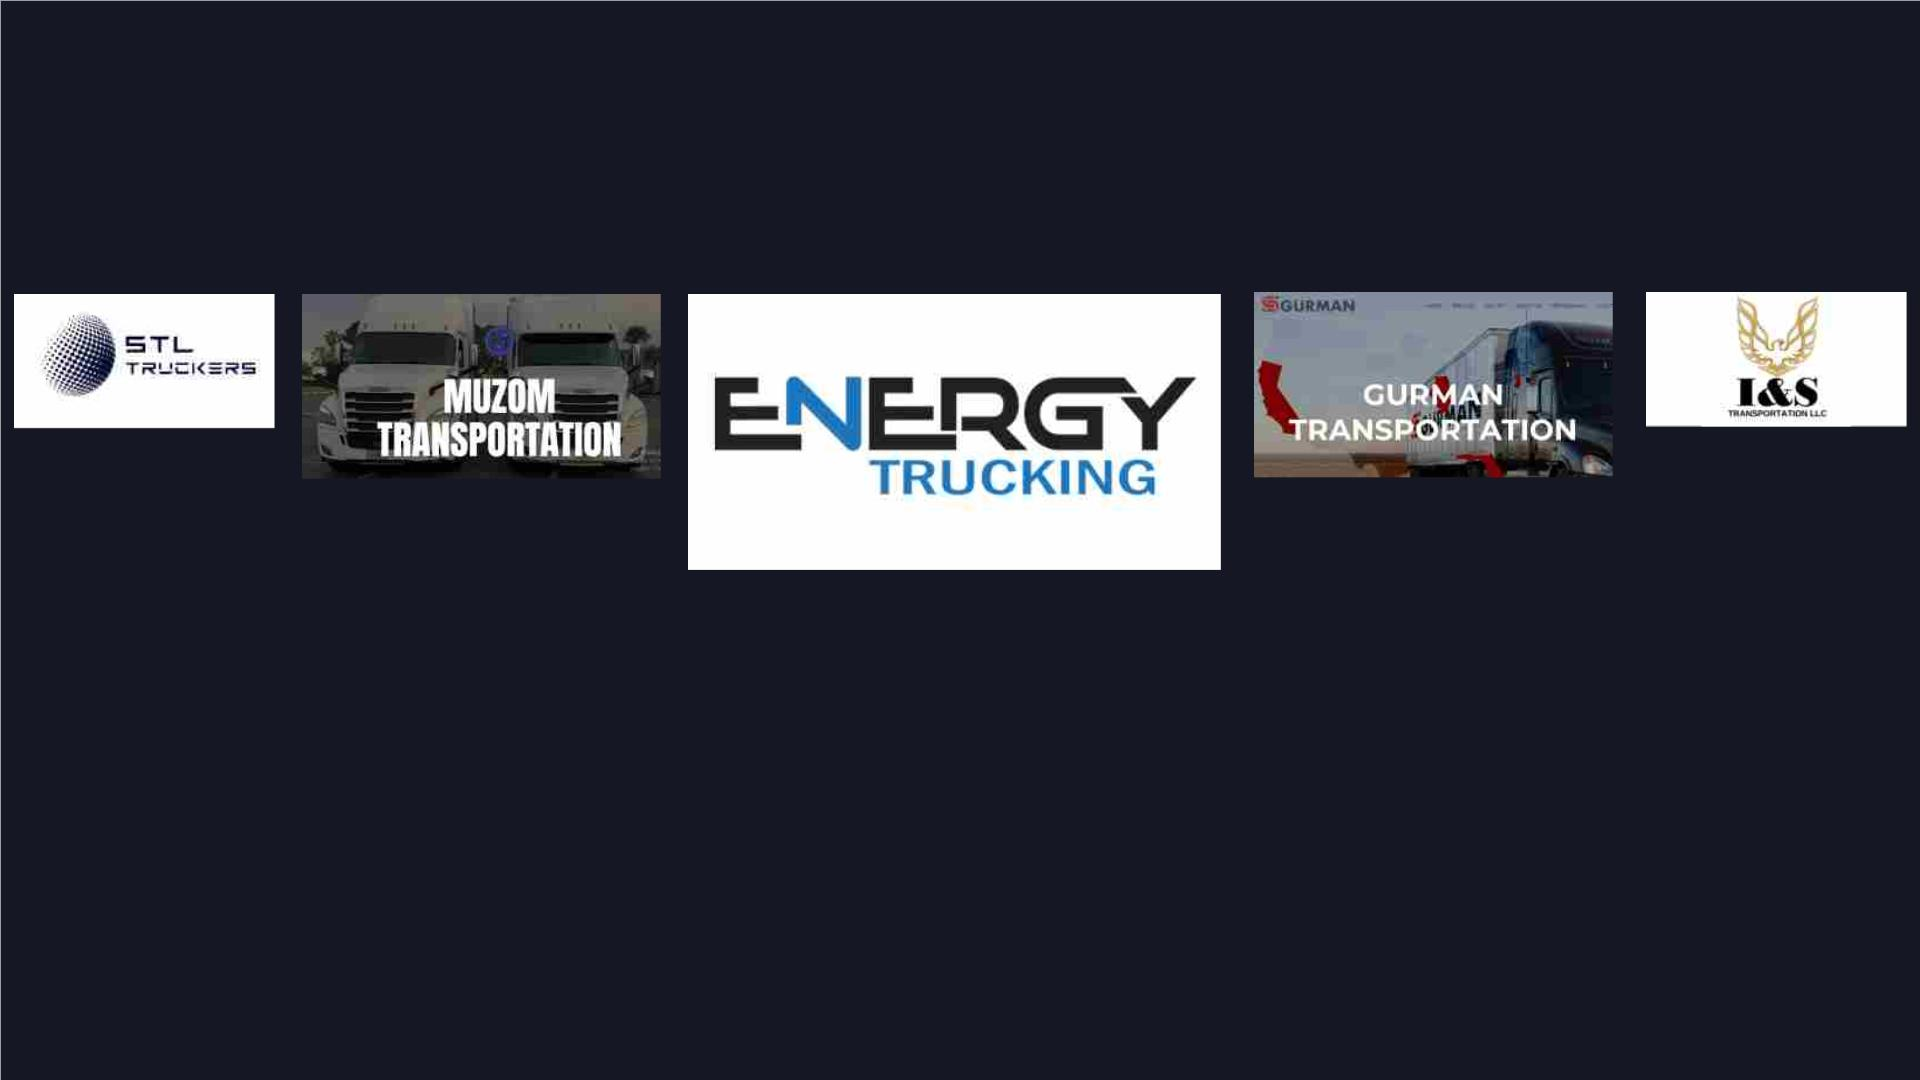 STL
TRUCKERS
MUZOM
TRANSPORTATION
ENERGY
TRUCKING
GURMAN
GURMAN
TRANSPORTATION
I&S
TRANSPORTATION LLC